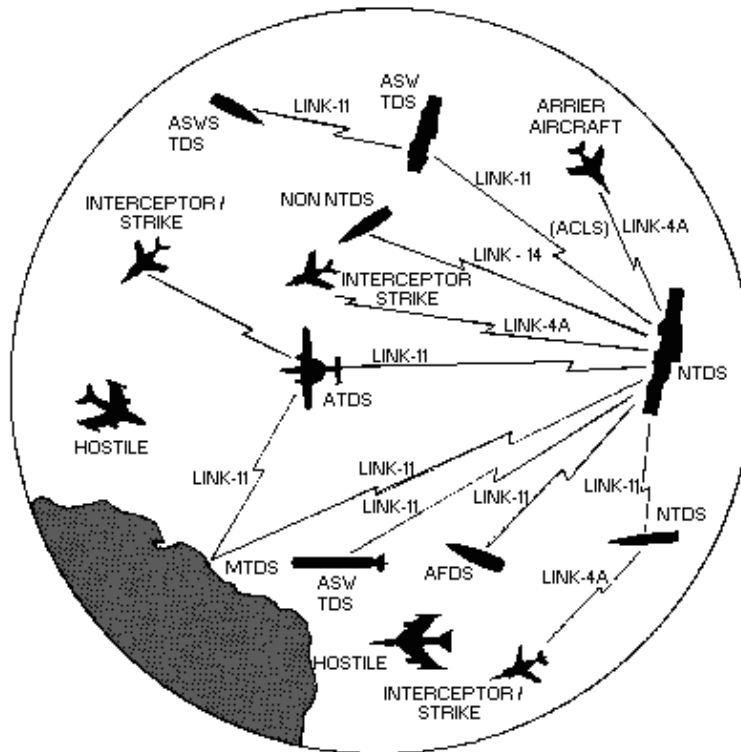 ASW
TDS
LINK-11
ARRIER
AIRCRAFT
ASWS
TDS
LINK-11
INTERCEPTOR /
STRIKE
NON NTDS
(ACLS)
LINK-4A
LINK - 14
INTERCEPTOR
STRIKE
LINK-4A
LINK-11
NTDS
ATDS
HOSTILE
LINK-11
LINK-11
LINK-11
LINK-11
LINK-11
NTDS
MTDS
ASW
TDS
AFDS
LINK-4A
HOSTILE
INTERCEPTOR /
STRIKE